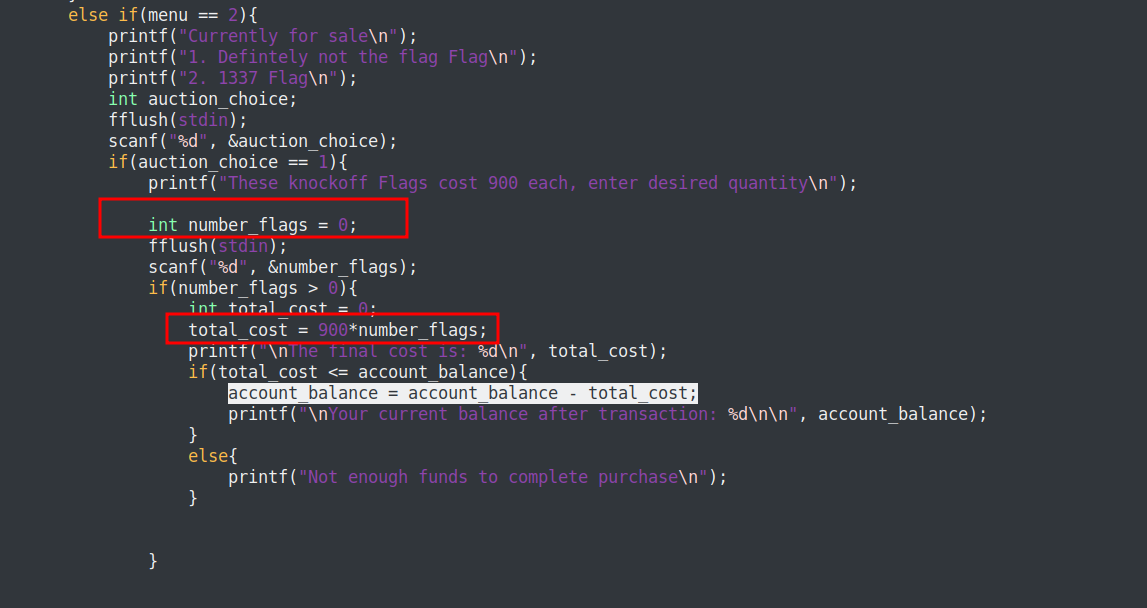 else if(menu == 2){
printf("Currently for sale\n");
printf("1. Defintely not the flag Flag\n");
printf("2. 1337 Flag\n");
int auction_choice;
fflush(stdin);
scanf("%d", &auction_choice);
if(auction_choice == 1){
printf("These knockoff Flags cost 900 each, enter desired quantity\n");
int number_flags = 0;
fflush(stdin);
scanf("%d", &number_flags);
if(number_flags > 0){
int total_cost = 0;
total_cost = 900*number_flags;
printf("\nThe final cost is: %d\n", total_cost);
if(total_cost <= account_balance){
account_balance = account_balance - total_cost;
printf("\nYour current balance after transaction: %d\n\n", account_balance);
}
else{
printf("Not enough funds to complete purchase\n");
}
}